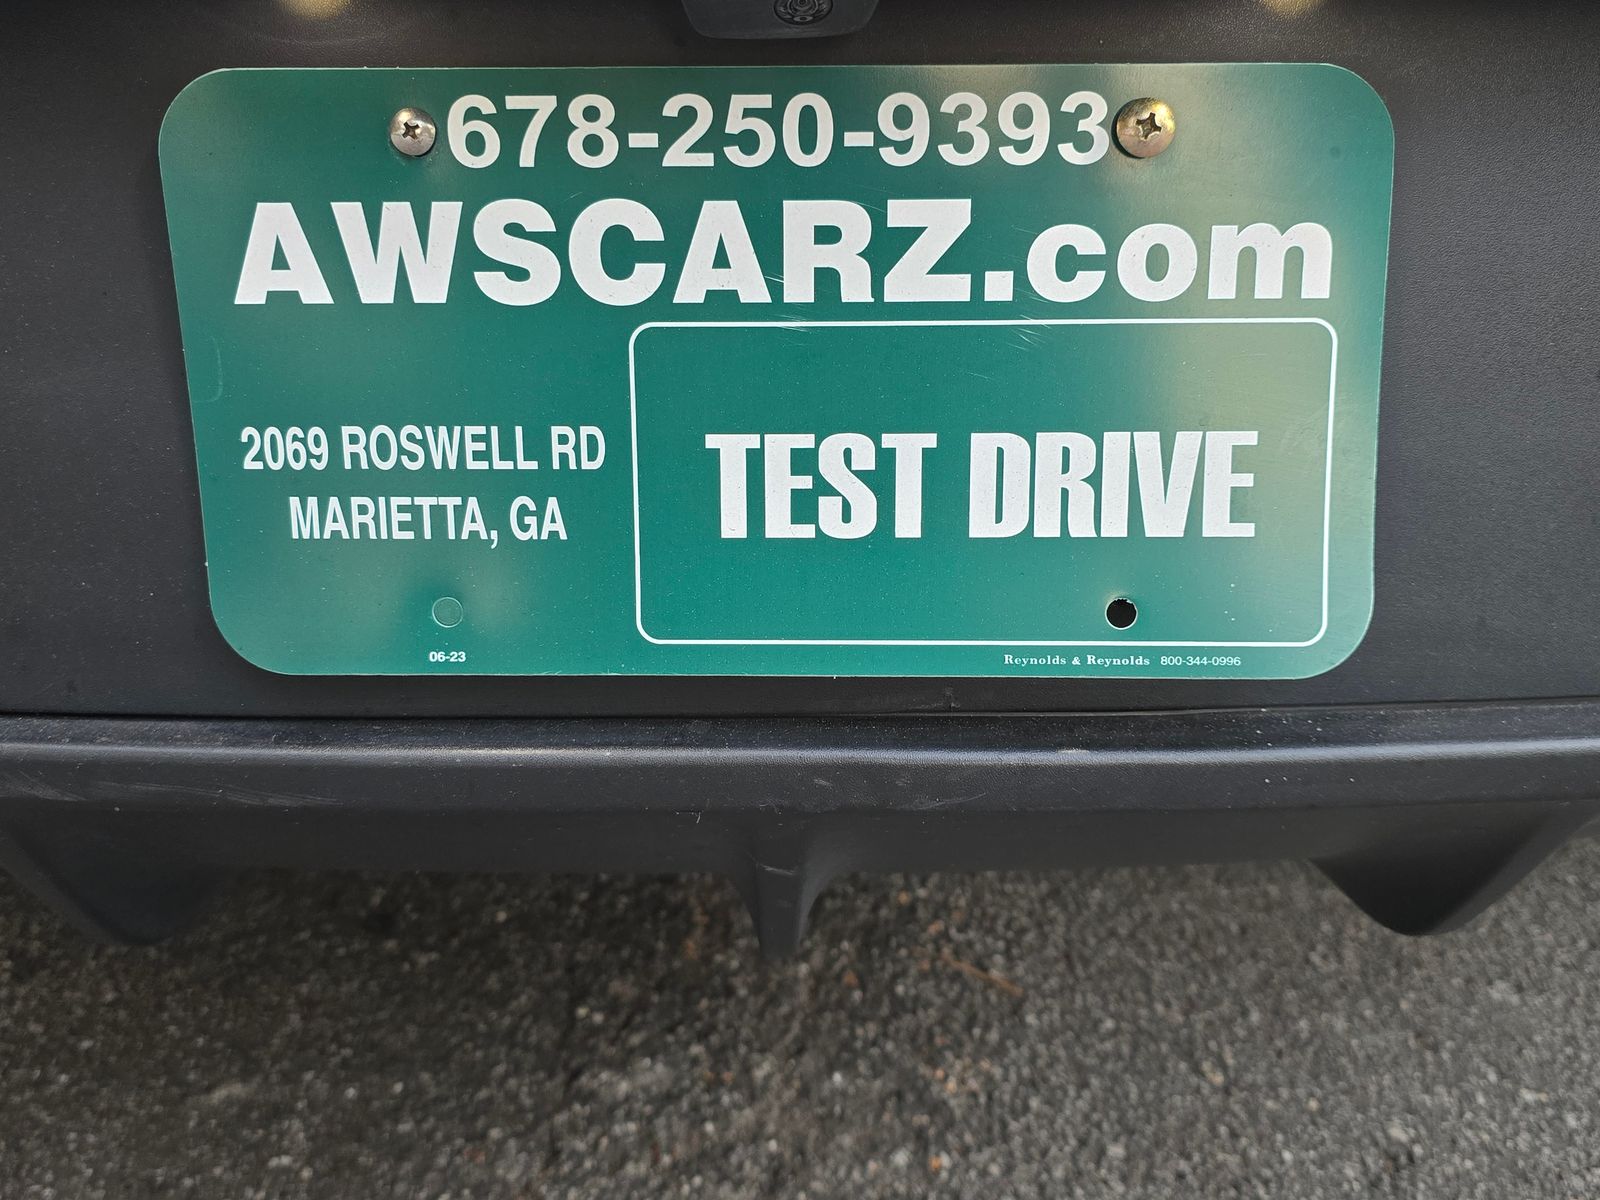 678-250-9393
AWSCARZ.com
2069 ROSWELL RD
MARIETTA, GA
TEST DRIVE
06-23
Reynolds & Reynolds 800-344-0996